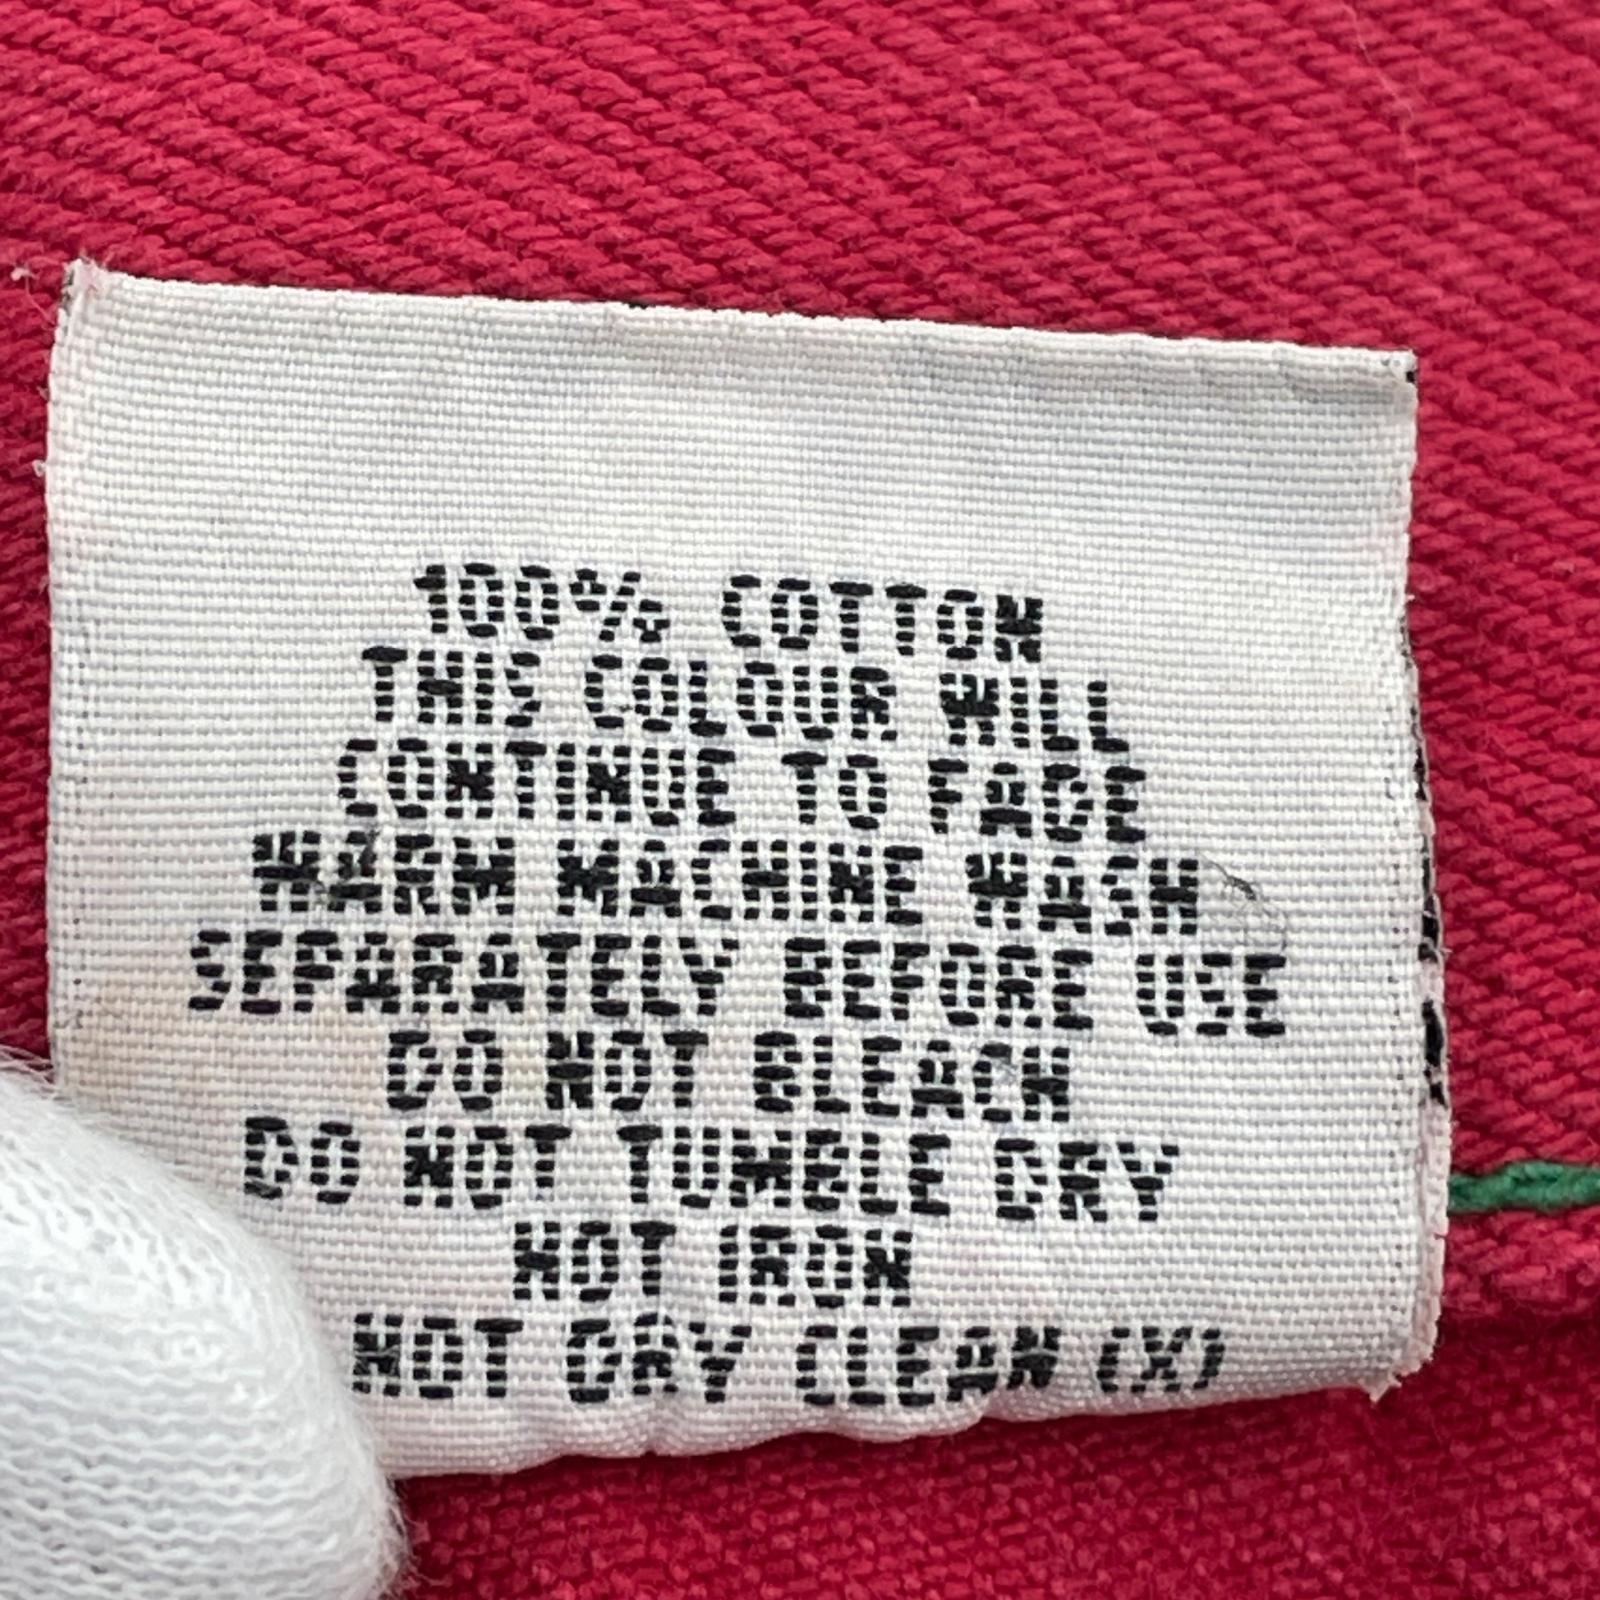 100% COTTON
THIS COLOUR WILL
CONTINUE TO FADE
WARM MACHINE WASH
SEPARATELY BEFORE USE
DO NOT BLEACH
DO NOT TUMBLE DRY
NOT IRON
NOT DRY CLEAN (X)